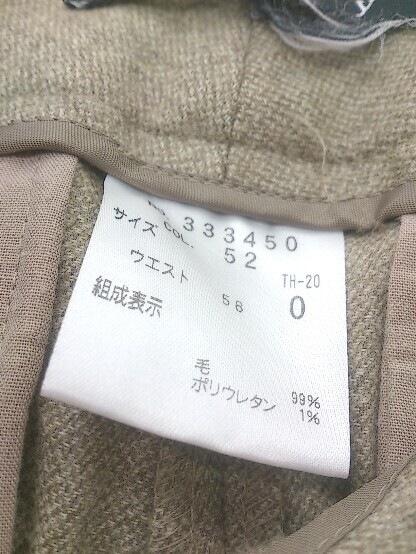 No. 333450
COL. 52 TH-20
サイズ 0
ウエスト 58
組成表示
毛 99%
ポリウレタン 1%